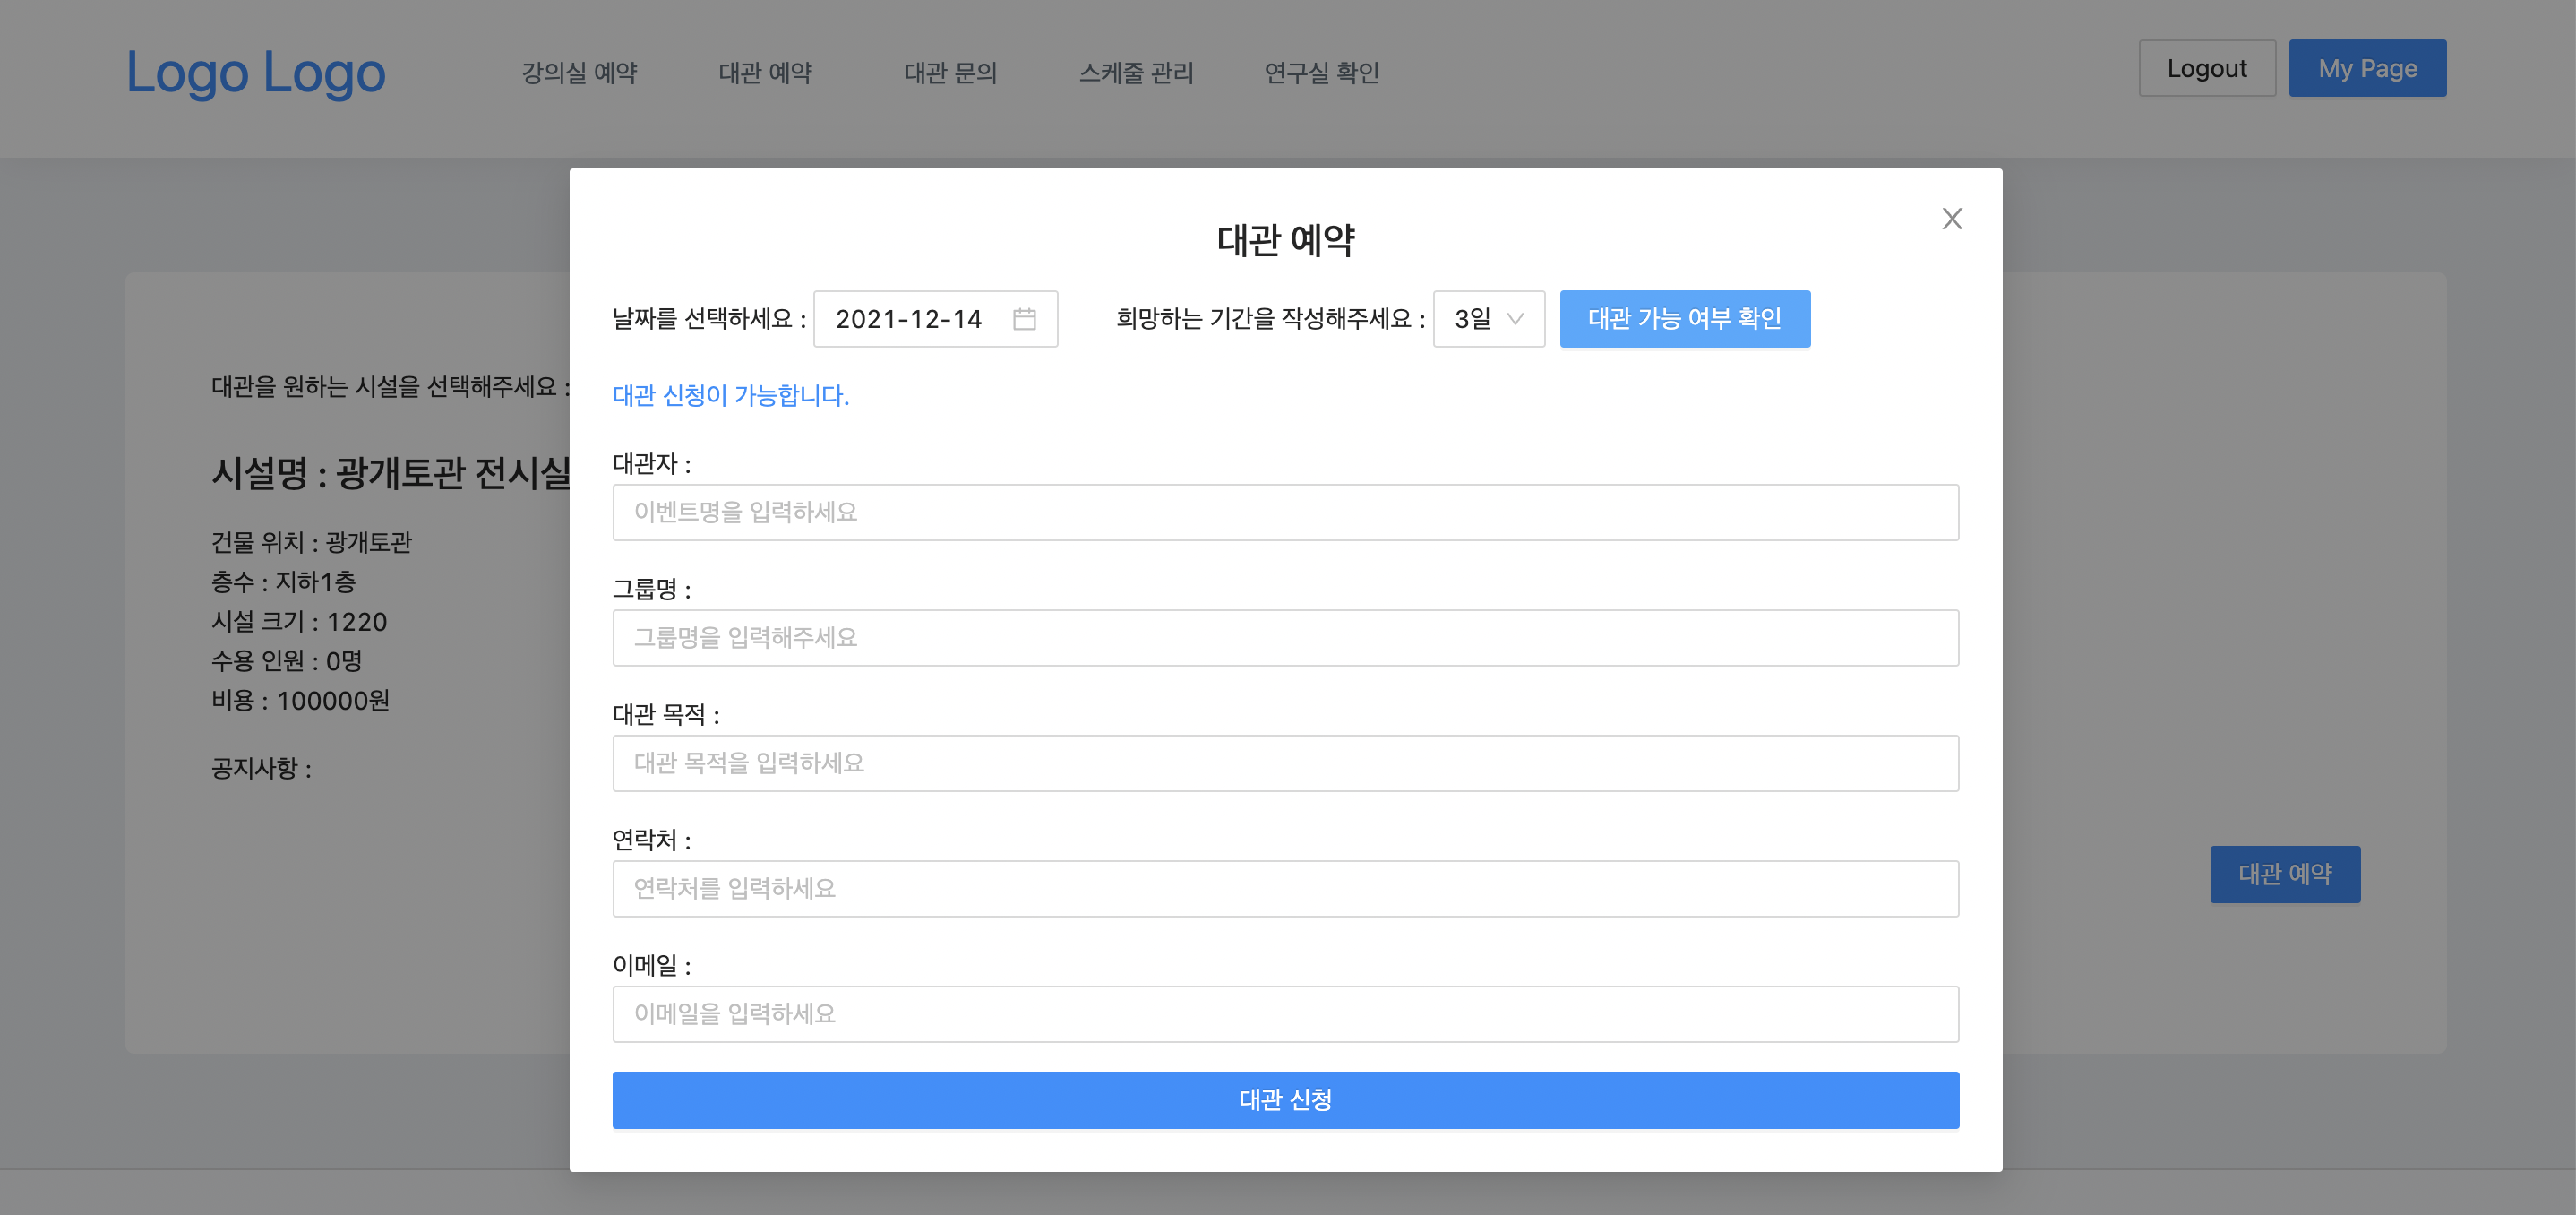 Logo Logo
강의실 예약
대관 예약
대관 문의
스케줄 관리
연구실 확인
Logout
My Page
대관을 원하는 시설을 선택해주세요 :
시설명 : 광개토관 전시실
건물 위치 : 광개토관
층수 : 지하1층
시설 크기 : 1220
수용 인원 : 0명
비용 : 100000원
공지사항 :
대관 예약
대관 예약
날짜를 선택하세요 : 2021-12-14 희망하는 기간을 작성해주세요 : 3일 대관 가능 여부 확인
대관 신청이 가능합니다.
대관자 :
이벤트명을 입력하세요
그룹명 :
그룹명을 입력해주세요
대관 목적 :
대관 목적을 입력하세요
연락처 :
연락처를 입력하세요
이메일 :
이메일을 입력하세요
대관 신청